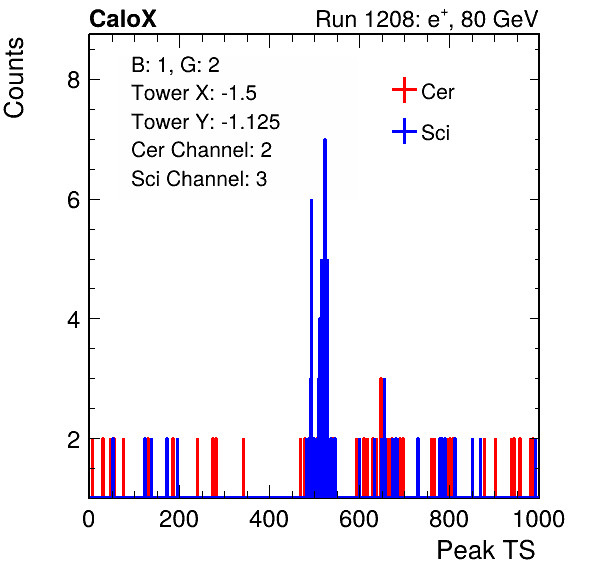 CaloX Run 1208: e⁺, 80 GeV
Counts
B: 1, G: 2
Tower X: -1.5
Tower Y: -1.125
Cer Channel: 2
Sci Channel: 3
Cer
Sci
8
6
4
2
0 200 400 600 800 1000
Peak TS